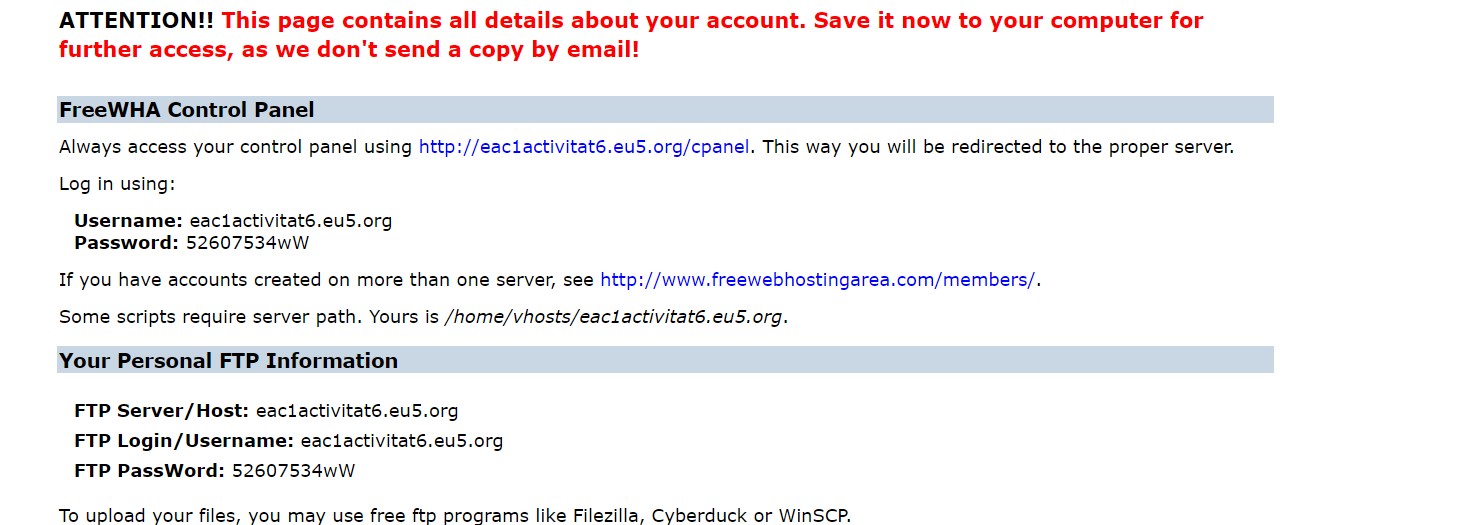 ATTENTION!! This page contains all details about your account. Save it now to your computer for
further access, as we don't send a copy by email!
FreeWHA Control Panel
Always access your control panel using http://eac1activitat6.eu5.org/cpanel. This way you will be redirected to the proper server.
Log in using:
Username: eac1activitat6.eu5.org
Password: 52607534wW
If you have accounts created on more than one server, see http://www.freewebhostingarea.com/members/.
Some scripts require server path. Yours is /home/vhosts/eac1activitat6.eu5.org.
Your Personal FTP Information
FTP Server/Host: eac1activitat6.eu5.org
FTP Login/Username: eac1activitat6.eu5.org
FTP PassWord: 52607534wW
To upload your files, you may use free ftp programs like Filezilla, Cyberduck or WinSCP.